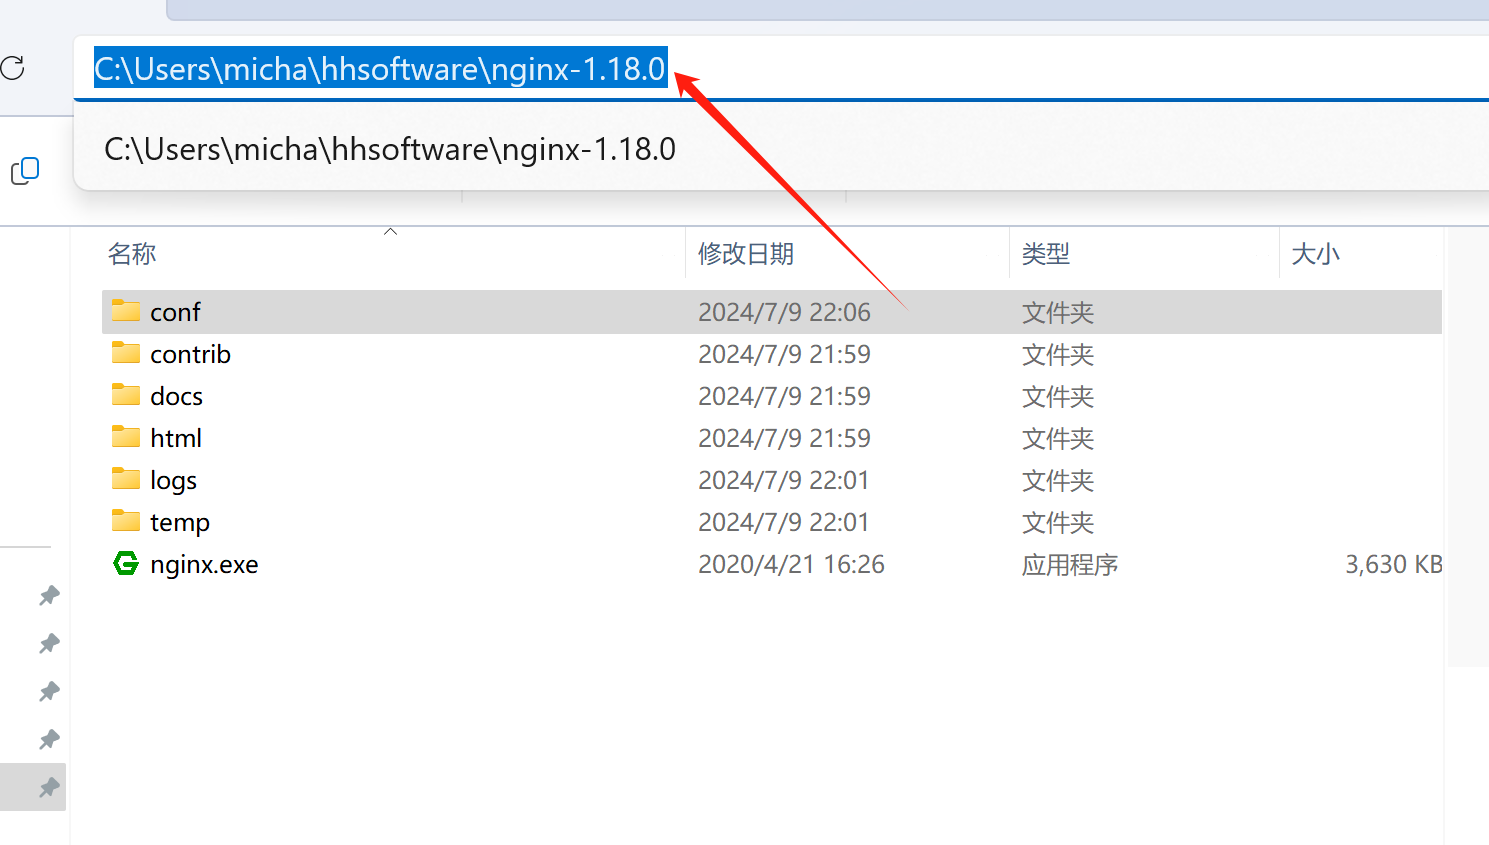 C:\Users\micha\hhsoftware\nginx-1.18.0
C:\Users\micha\hhsoftware\nginx-1.18.0
名称 修改日期 类型 大小
conf 2024/7/9 22:06 文件夹
contrib 2024/7/9 21:59 文件夹
docs 2024/7/9 21:59 文件夹
html 2024/7/9 21:59 文件夹
logs 2024/7/9 22:01 文件夹
temp 2024/7/9 22:01 文件夹
nginx.exe 2020/4/21 16:26 应用程序 3,630 KB